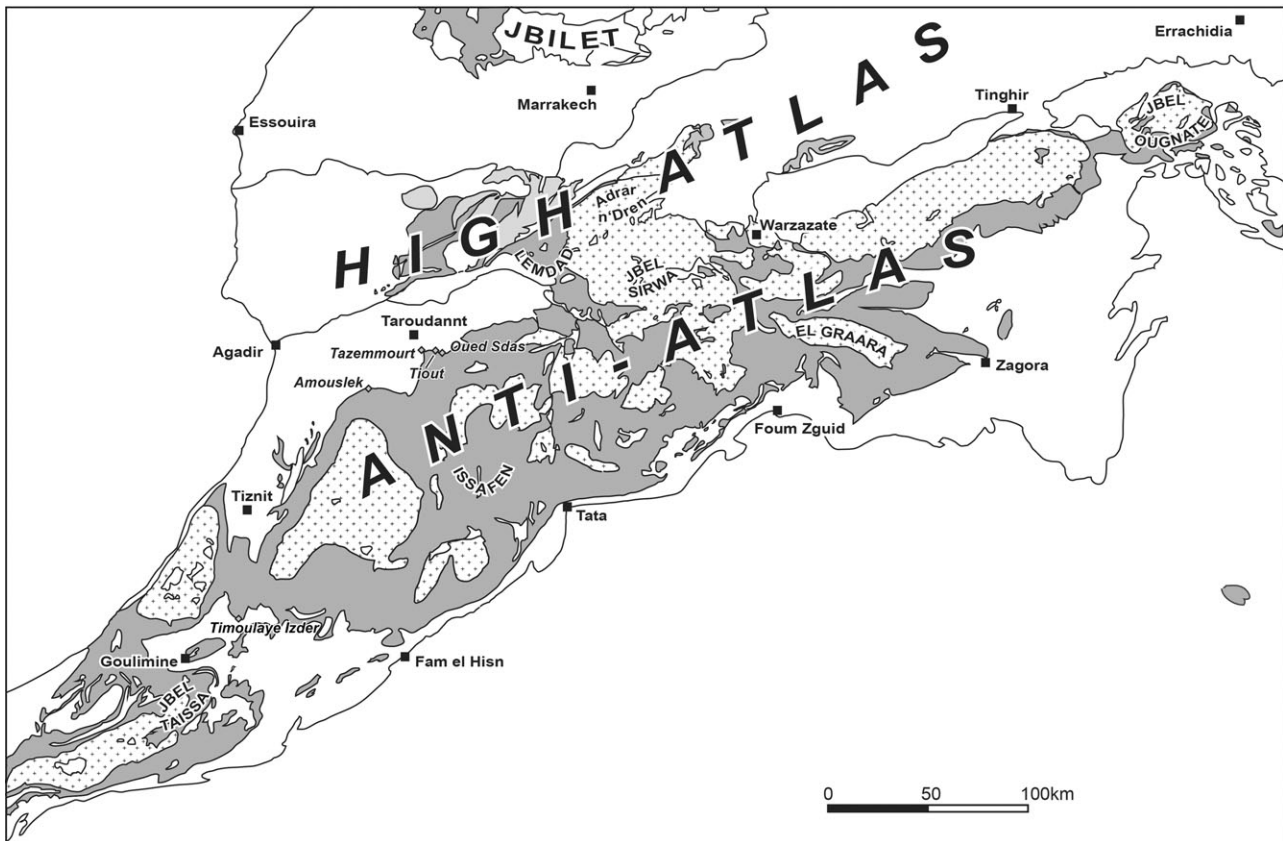 JBILET
Errachidia
Marrakech
Tinghir
Essouira
JBEL
OUGNATE
HIGH ATLAS
Adrar
n'Dren
Warzazate
LEMDAD
JBEL
SIRWA
Taroudannt
Agadir
Tazemmourt
Oued Sdas
Tiout
EL GRAARA
Zagora
Amouslek
ANTI-ATLAS
Foum Zguid
ISSAFEN
Tiznit
Tata
Timoulaye Izder
Goulimine
Fam el Hisn
JBEL
TAISSA
0 50 100km